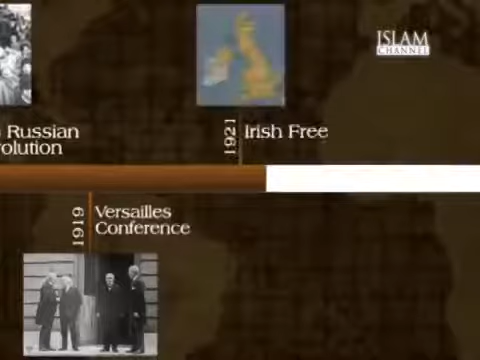 ISLAM
CHANNEL
Russian
olution
1921
Irish Free
1919
Versailles
Conference